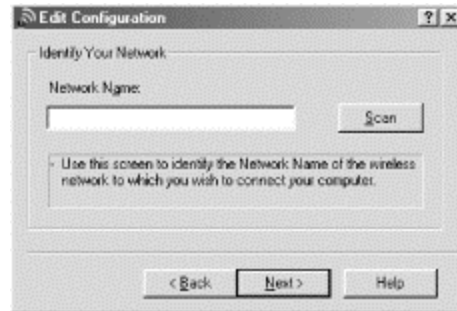 Edit Configuration
Identify Your Network
Network Name:
Scan
- Use this screen to identify the Network Name of the wireless
network to which you wish to connect your computer.
< Back Next > Help